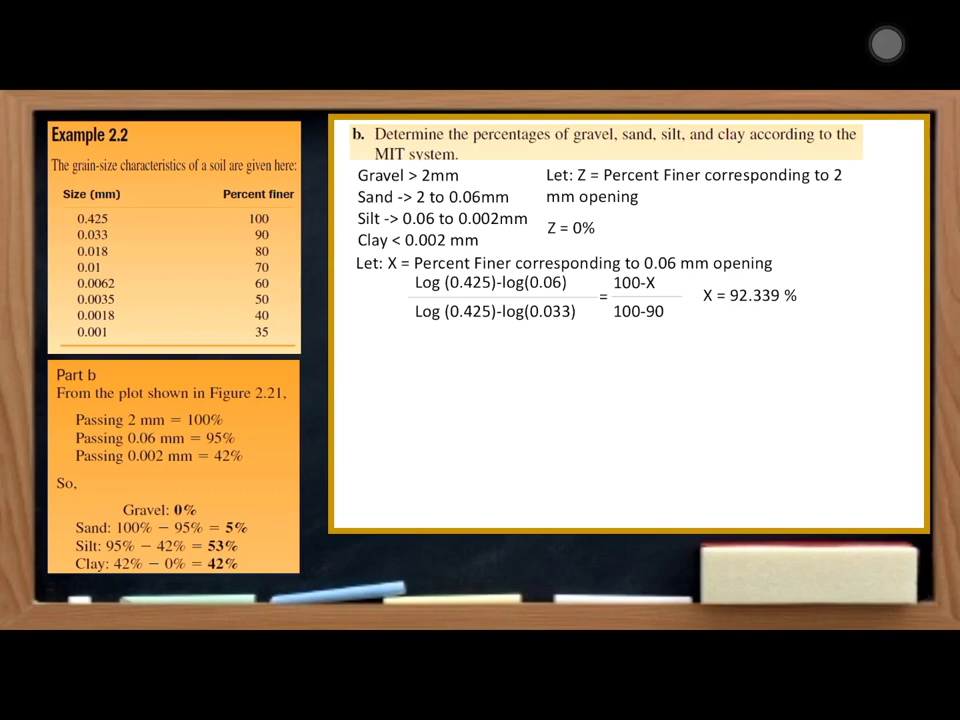 Example 2.2
The grain-size characteristics of a soil are given here:
Size (mm) Percent finer
0.425 100
0.033 90
0.018 80
0.01 70
0.0062 60
0.0035 50
0.0018 40
0.001 35
Part b
From the plot shown in Figure 2.21,
Passing 2 mm = 100%
Passing 0.06 mm = 95%
Passing 0.002 mm = 42%
So,
Gravel: 0%
Sand: 100% − 95% = 5%
Silt: 95% − 42% = 53%
Clay: 42% − 0% = 42%
b. Determine the percentages of gravel, sand, silt, and clay according to the
MIT system.
Gravel > 2mm
Sand -> 2 to 0.06mm
Silt -> 0.06 to 0.002mm
Clay < 0.002 mm
Let: Z = Percent Finer corresponding to 2
mm opening
Z = 0%
Let: X = Percent Finer corresponding to 0.06 mm opening
Log (0.425)-log(0.06) 100-X
= X = 92.339 %
Log (0.425)-log(0.033) 100-90